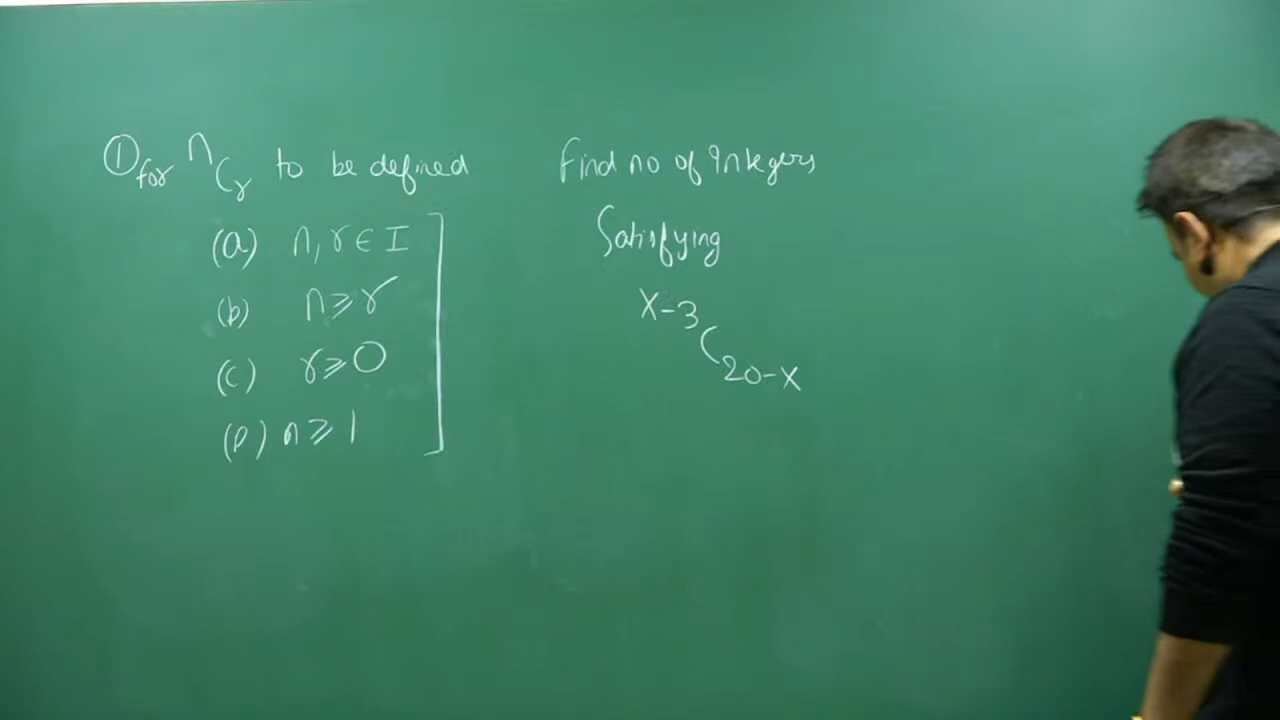 ① for nCr to be defined
(a) n, r ∈ I
(b) n ≥ r
(c) r ≥ 0
(D) n ≥ 1
Find no of Integers
Satisfying
x-3C20-x